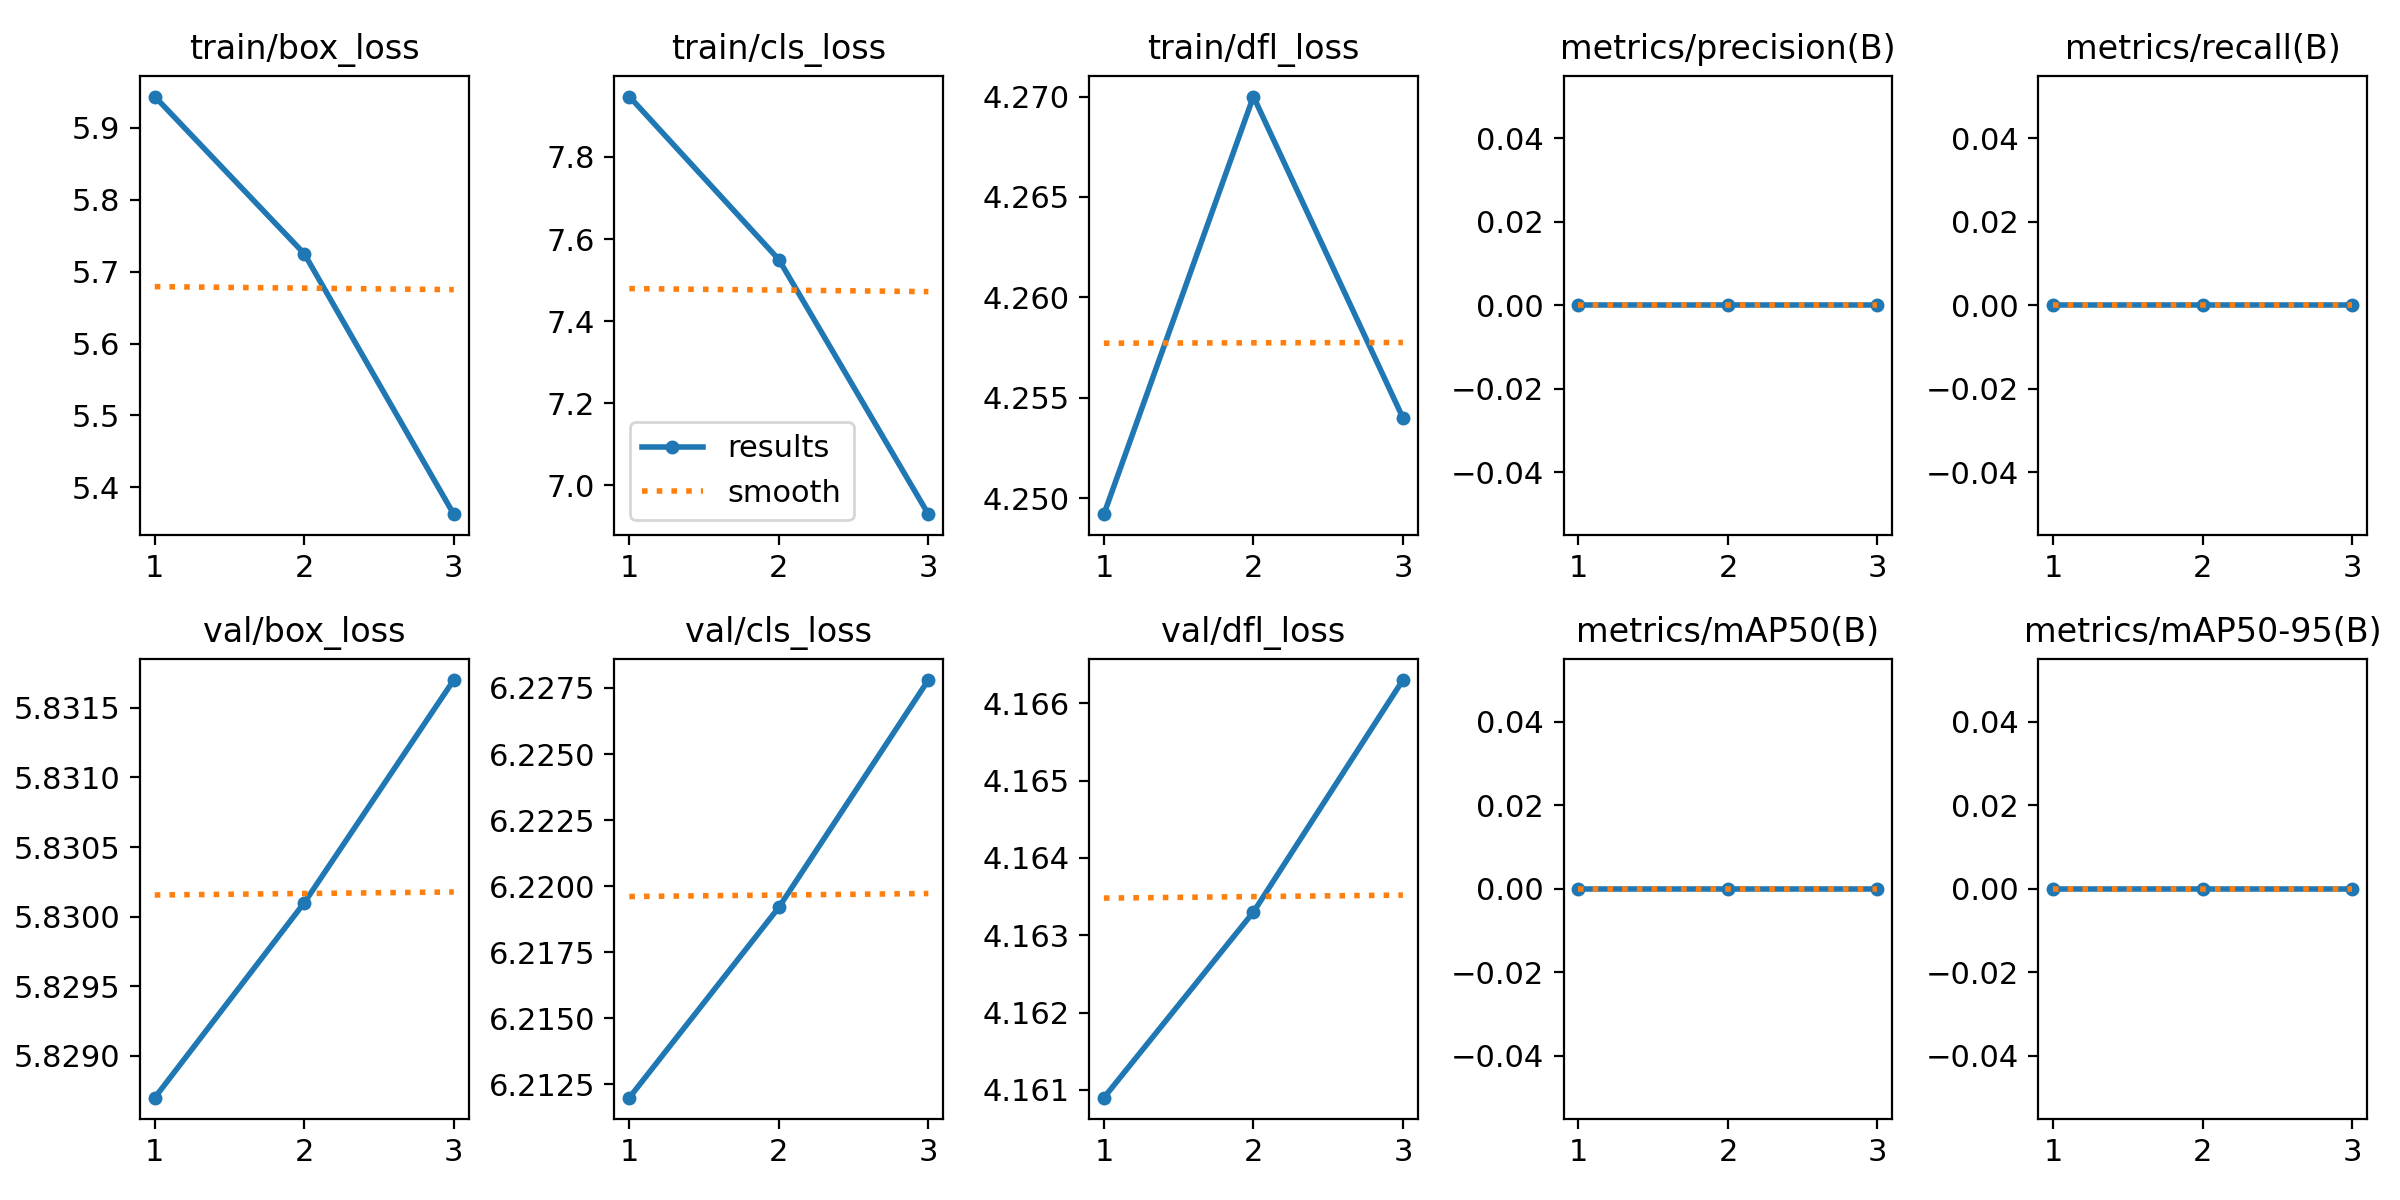 train/box_loss
train/cls_loss
train/dfl_loss
metrics/precision(B)
metrics/recall(B)
5.9
5.8
5.7
5.6
5.5
5.4
1 2 3
7.8
7.6
7.4
7.2
7.0
results
smooth
1 2 3
4.270
4.265
4.260
4.255
4.250
1 2 3
0.04
0.02
0.00
−0.02
−0.04
1 2 3
0.04
0.02
0.00
−0.02
−0.04
1 2 3
val/box_loss
val/cls_loss
val/dfl_loss
metrics/mAP50(B)
metrics/mAP50-95(B)
5.8315
5.8310
5.8305
5.8300
5.8295
5.8290
1 2 3
6.2275
6.2250
6.2225
6.2200
6.2175
6.2150
6.2125
1 2 3
4.166
4.165
4.164
4.163
4.162
4.161
1 2 3
0.04
0.02
0.00
−0.02
−0.04
1 2 3
0.04
0.02
0.00
−0.02
−0.04
1 2 3